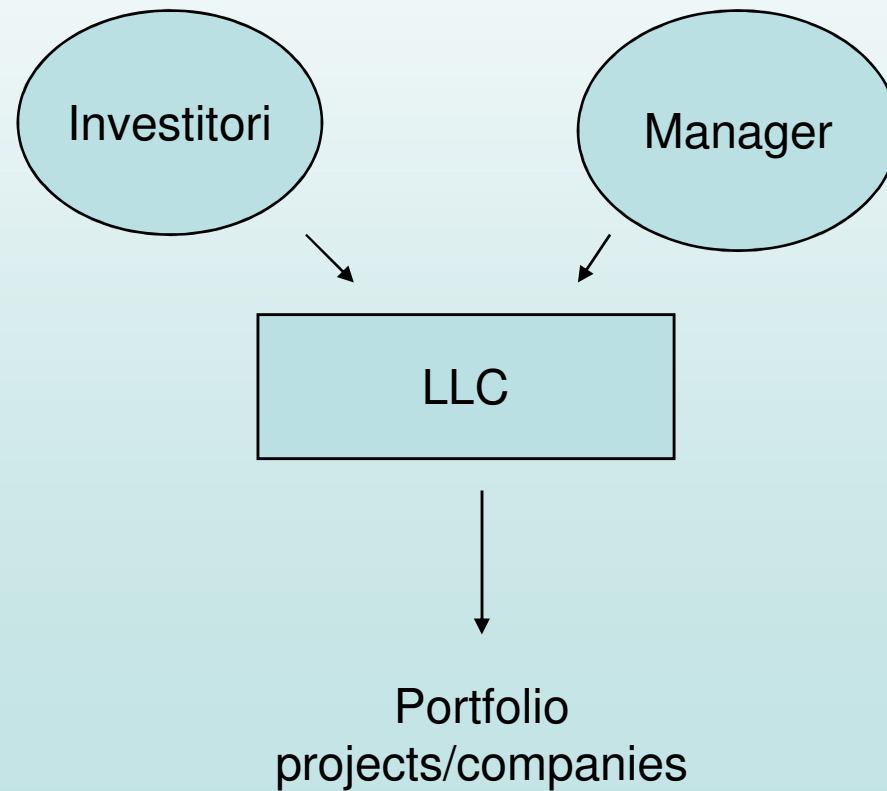 Investitori
Manager
LLC
Portfolio
projects/companies